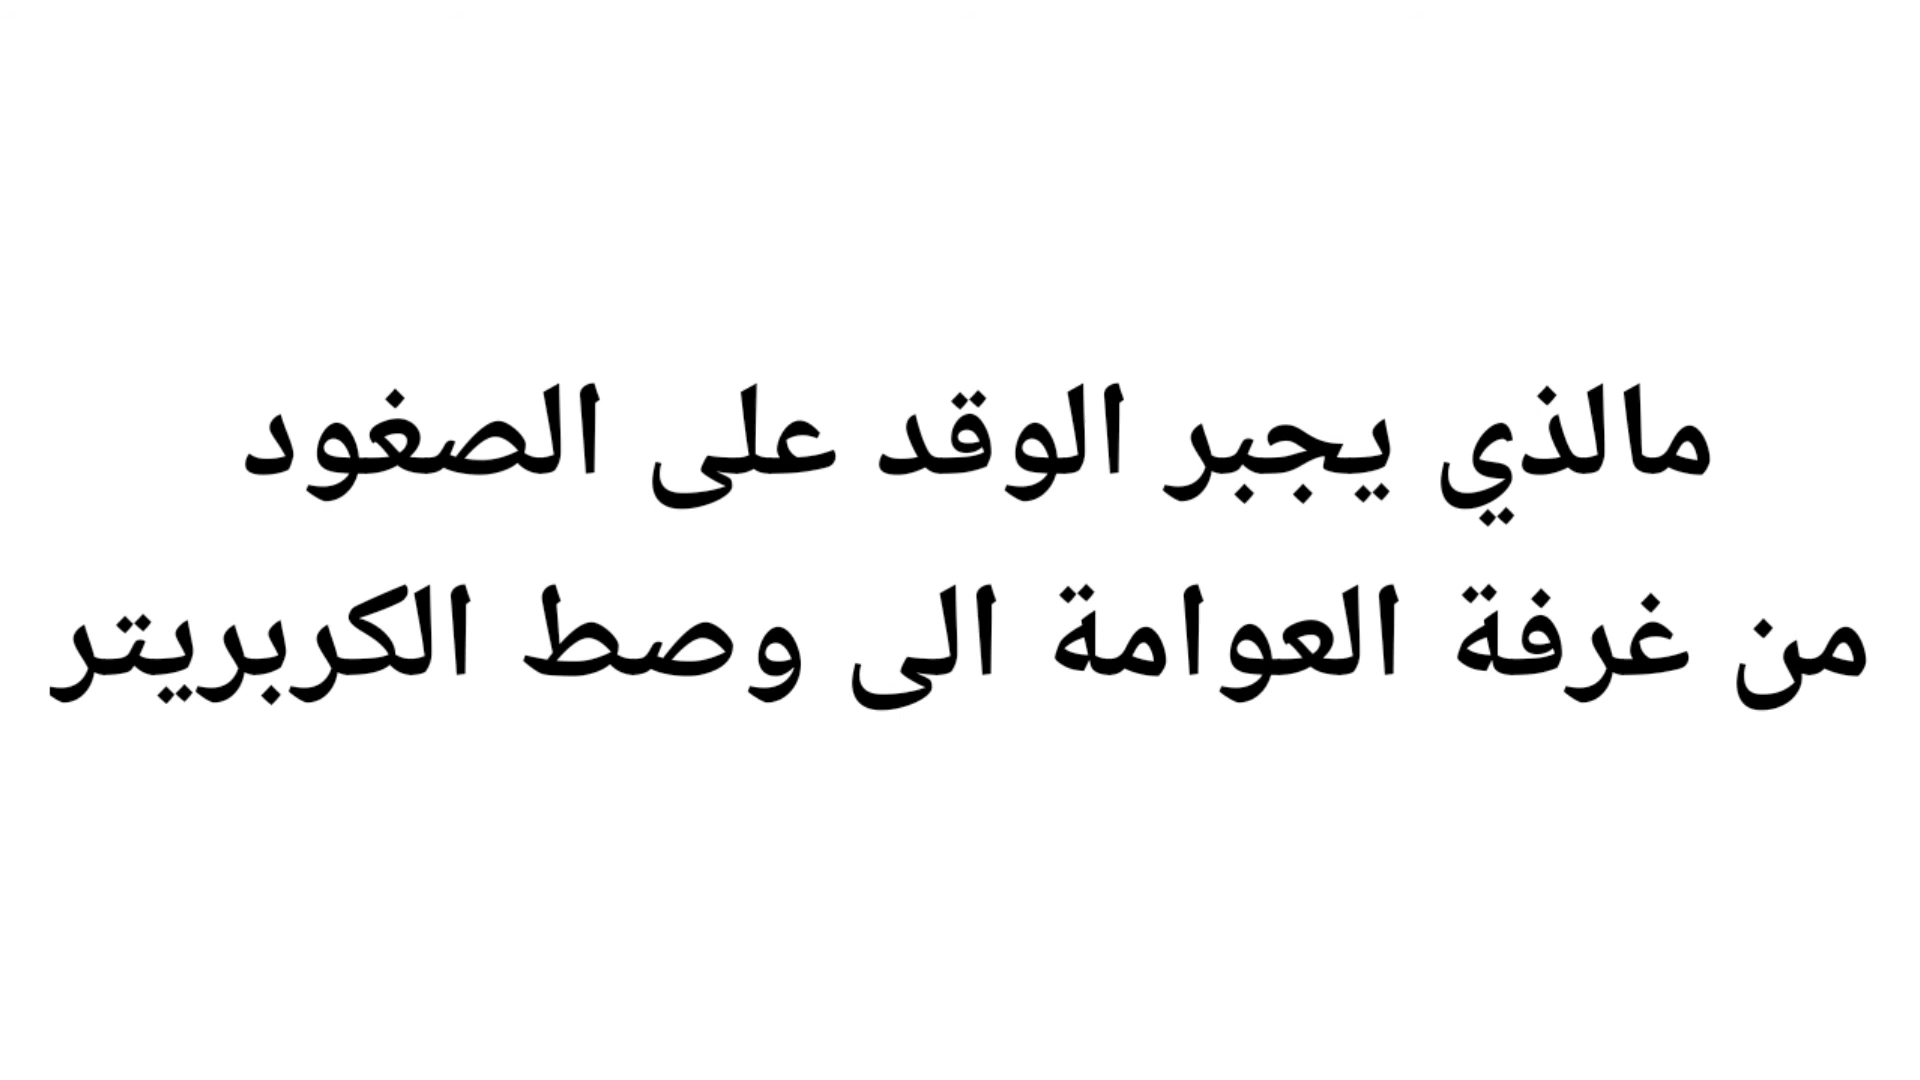 مالذي يجبر الوقد على الصغود
من غرفة العوامة الى وصط الكربريتر